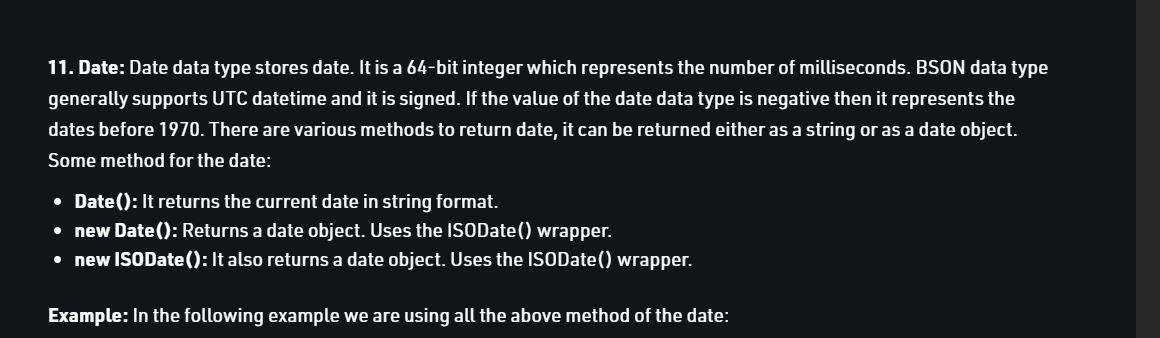 11. Date: Date data type stores date. It is a 64-bit integer which represents the number of milliseconds. BSON data type
generally supports UTC datetime and it is signed. If the value of the date data type is negative then it represents the
dates before 1970. There are various methods to return date, it can be returned either as a string or as a date object.
Some method for the date:
• Date(): It returns the current date in string format.
• new Date(): Returns a date object. Uses the ISODate() wrapper.
• new ISODate(): It also returns a date object. Uses the ISODate() wrapper.
Example: In the following example we are using all the above method of the date: